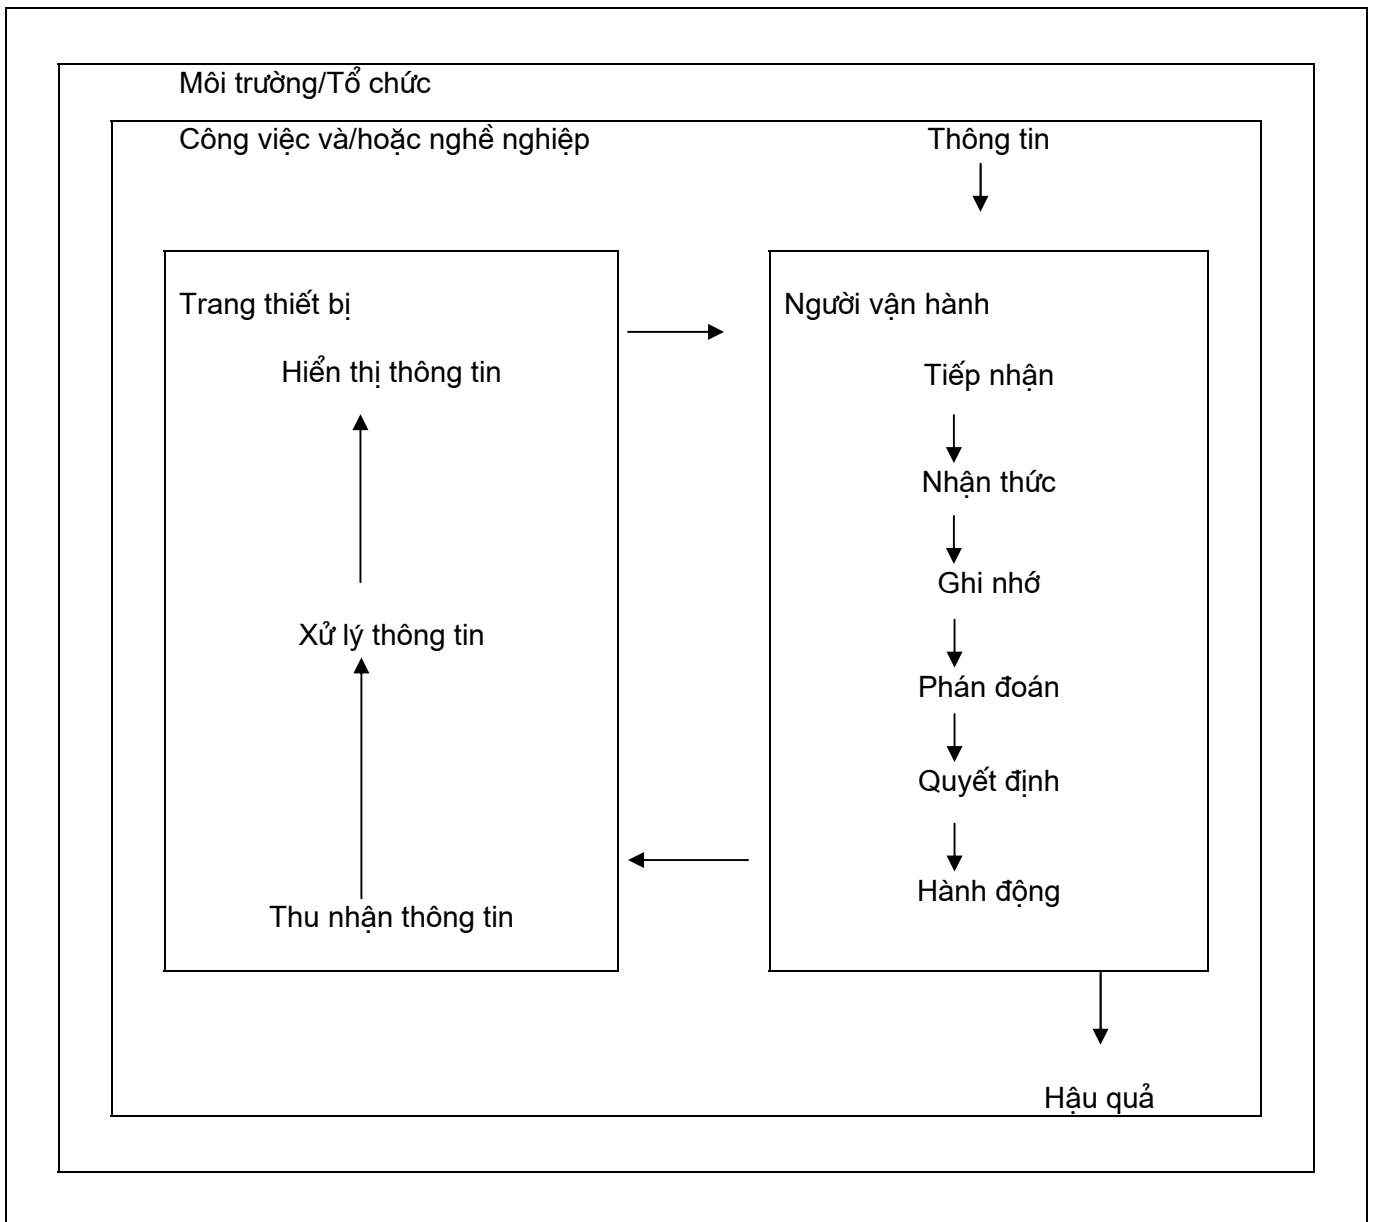 Môi trường/Tổ chức
Công việc và/hoặc nghề nghiệp
Thông tin
Trang thiết bị
Hiển thị thông tin
Xử lý thông tin
Thu nhận thông tin
Người vận hành
Tiếp nhận
Nhận thức
Ghi nhớ
Phán đoán
Quyết định
Hành động
Hậu quả